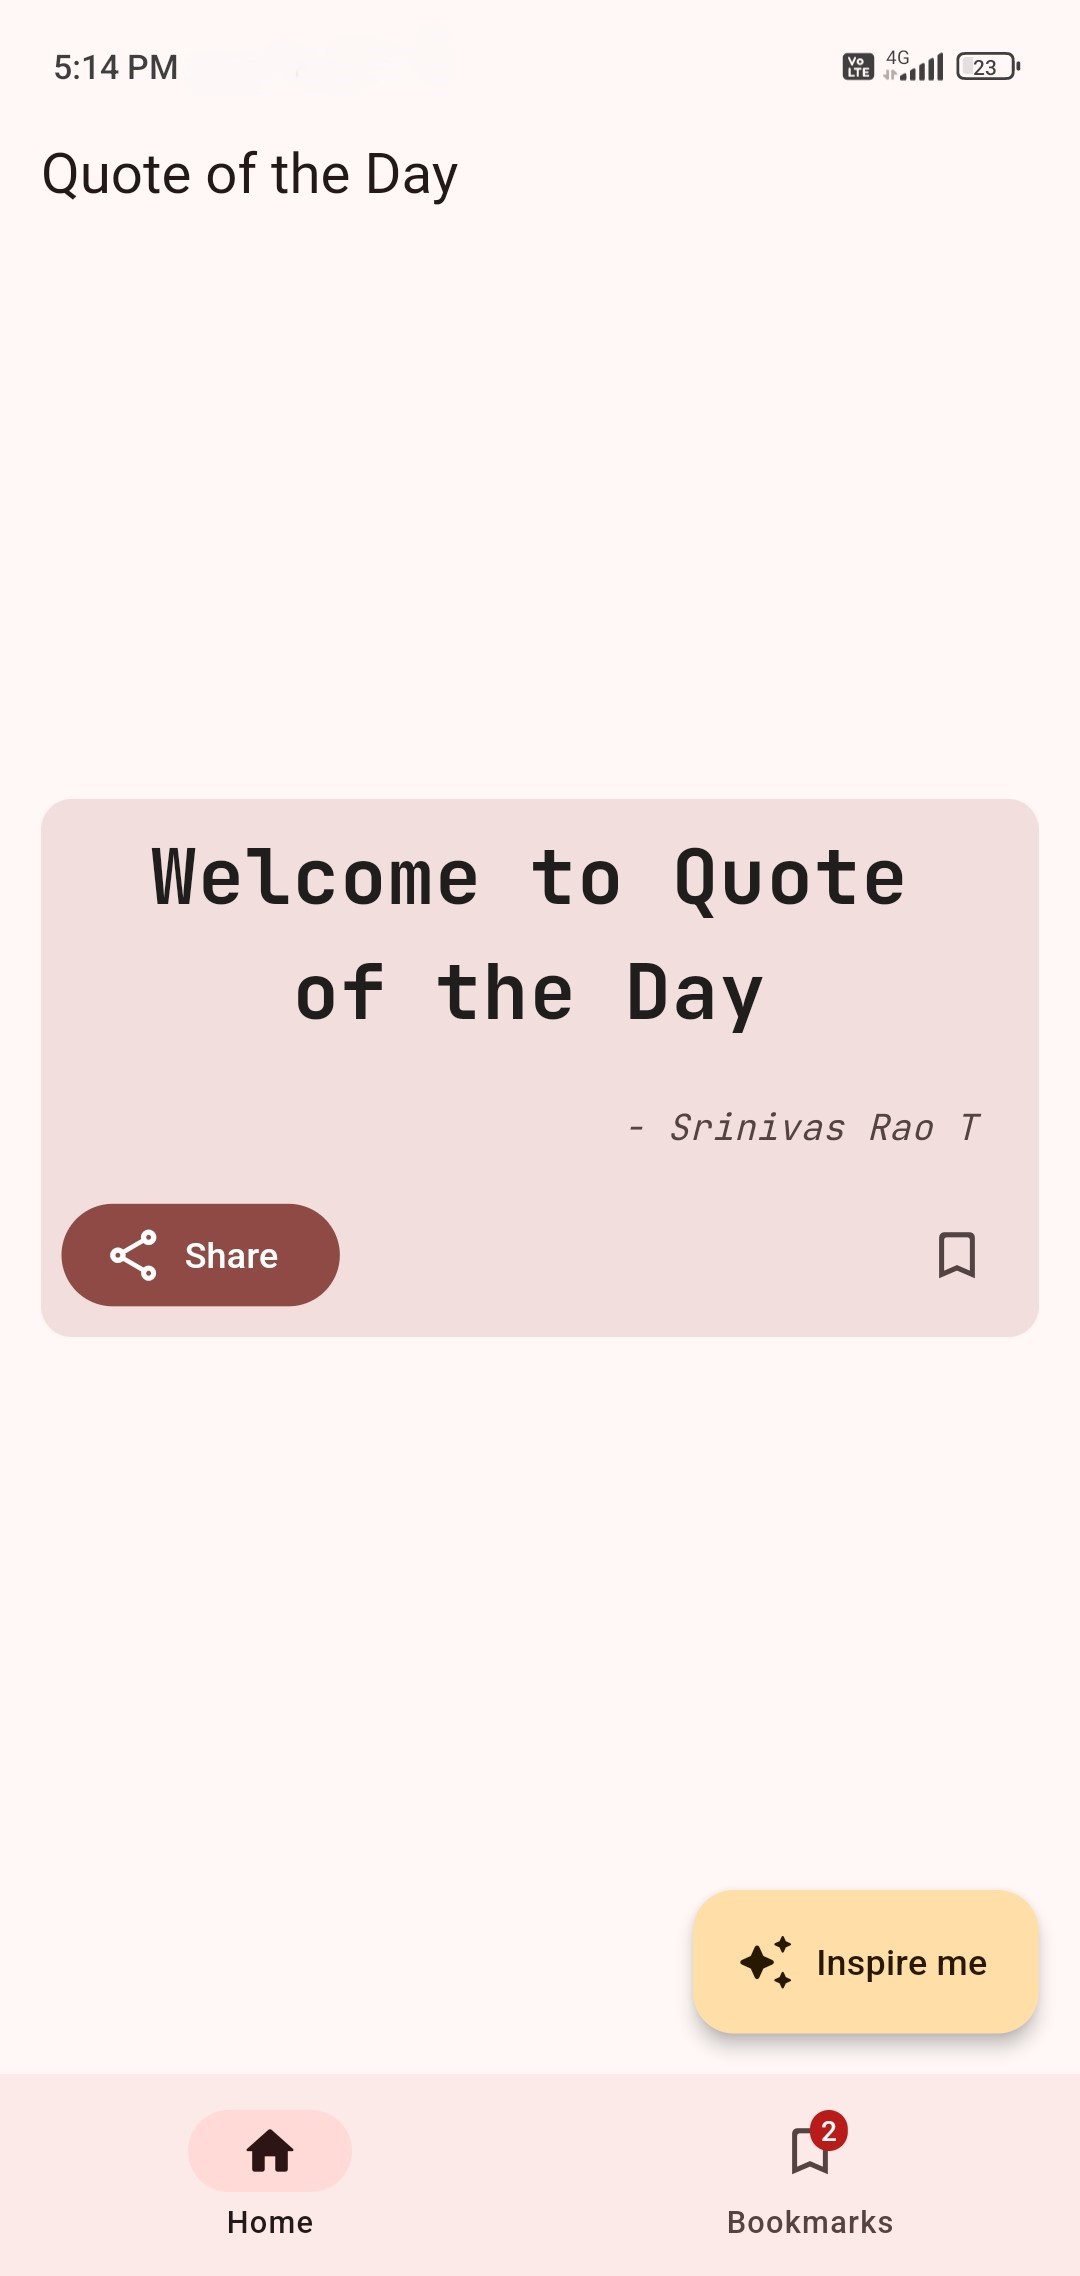 5:14 PM
Vo LTE 4G 23
Quote of the Day
Welcome to Quote
of the Day
- Srinivas Rao T
Share
Inspire me
2
Home
Bookmarks